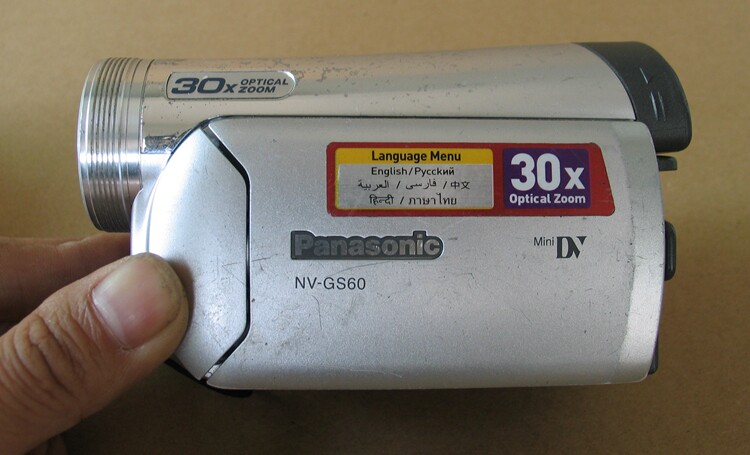 30x OPTICAL ZOOM
Language Menu
English/Русский
العربية / فارسی / 中文
हिन्दी / ภาษาไทย
30x
Optical Zoom
Panasonic
Mini DV
NV-GS60